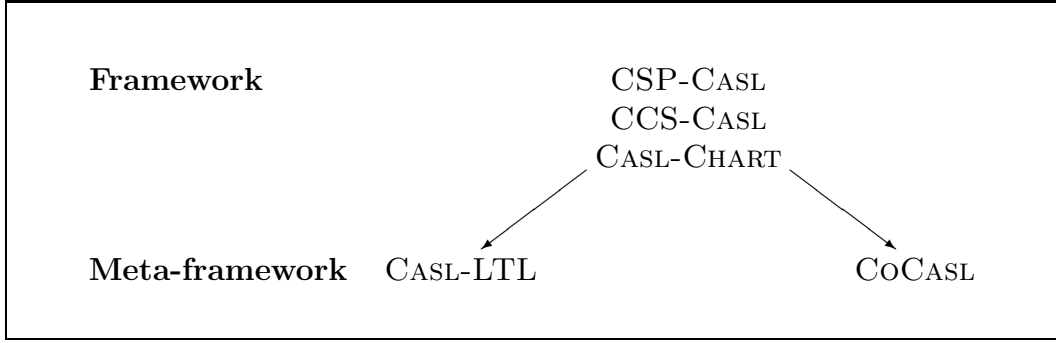 Framework CSP-CASL
CCS-CASL
CASL-CHART
Meta-framework CASL-LTL COCASL